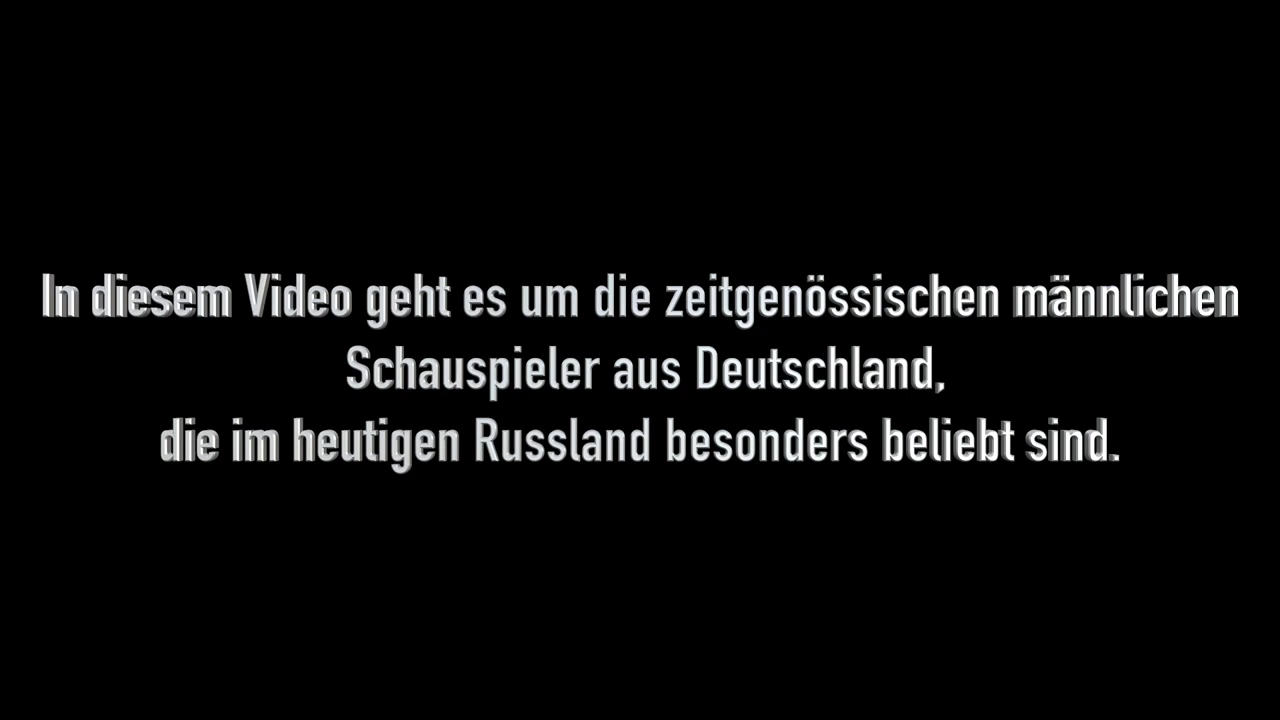 In diesem Video geht es um die zeitgenössischen männlichen
Schauspieler aus Deutschland,
die im heutigen Russland besonders beliebt sind.